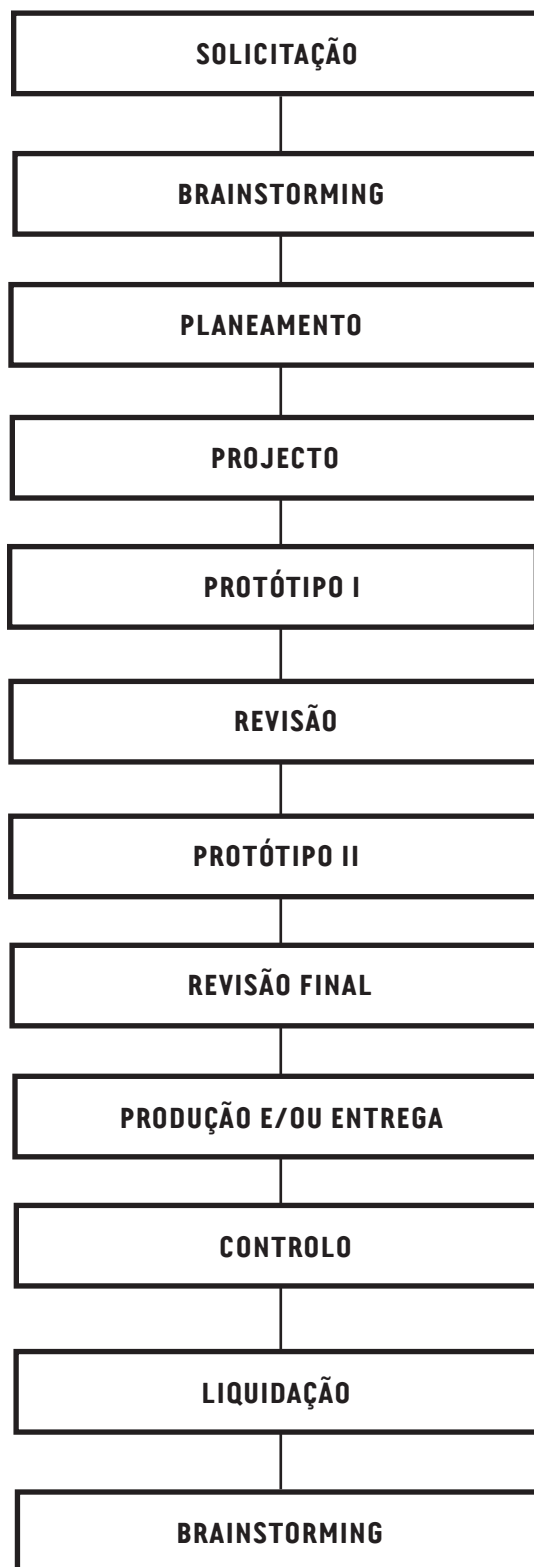 SOLICITAÇÃO
BRAINSTORMING
PLANEAMENTO
PROJECTO
PROTÓTIPO I
REVISÃO
PROTÓTIPO II
REVISÃO FINAL
PRODUÇÃO E/OU ENTREGA
CONTROLO
LIQUIDAÇÃO
BRAINSTORMING